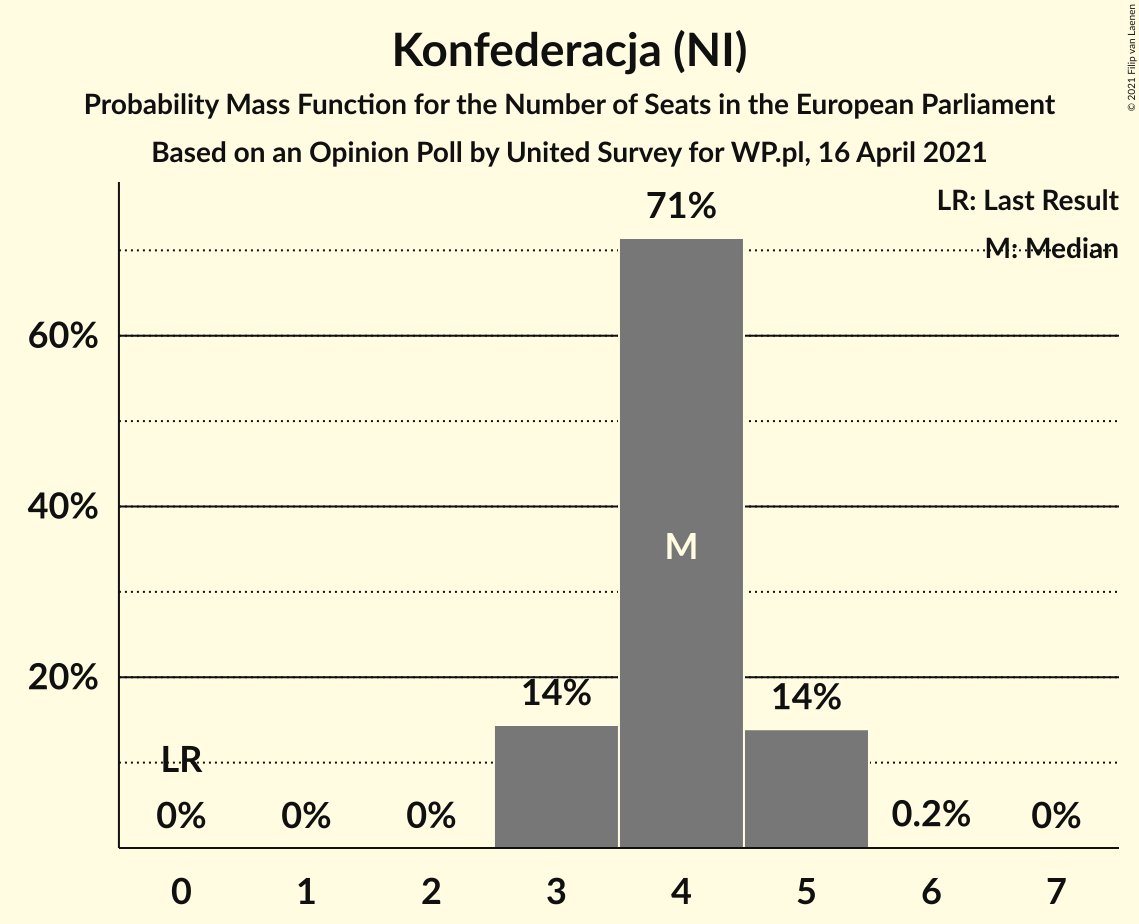 Konfederacja (NI)
Probability Mass Function for the Number of Seats in the European Parliament
Based on an Opinion Poll by United Survey for WP.pl, 16 April 2021
© 2021 Filip van Laenen
LR: Last Result
M: Median
71%
60%
40%
M
20%
14%
14%
LR
0%
0%
0%
0.2%
0%
0 1 2 3 4 5 6 7